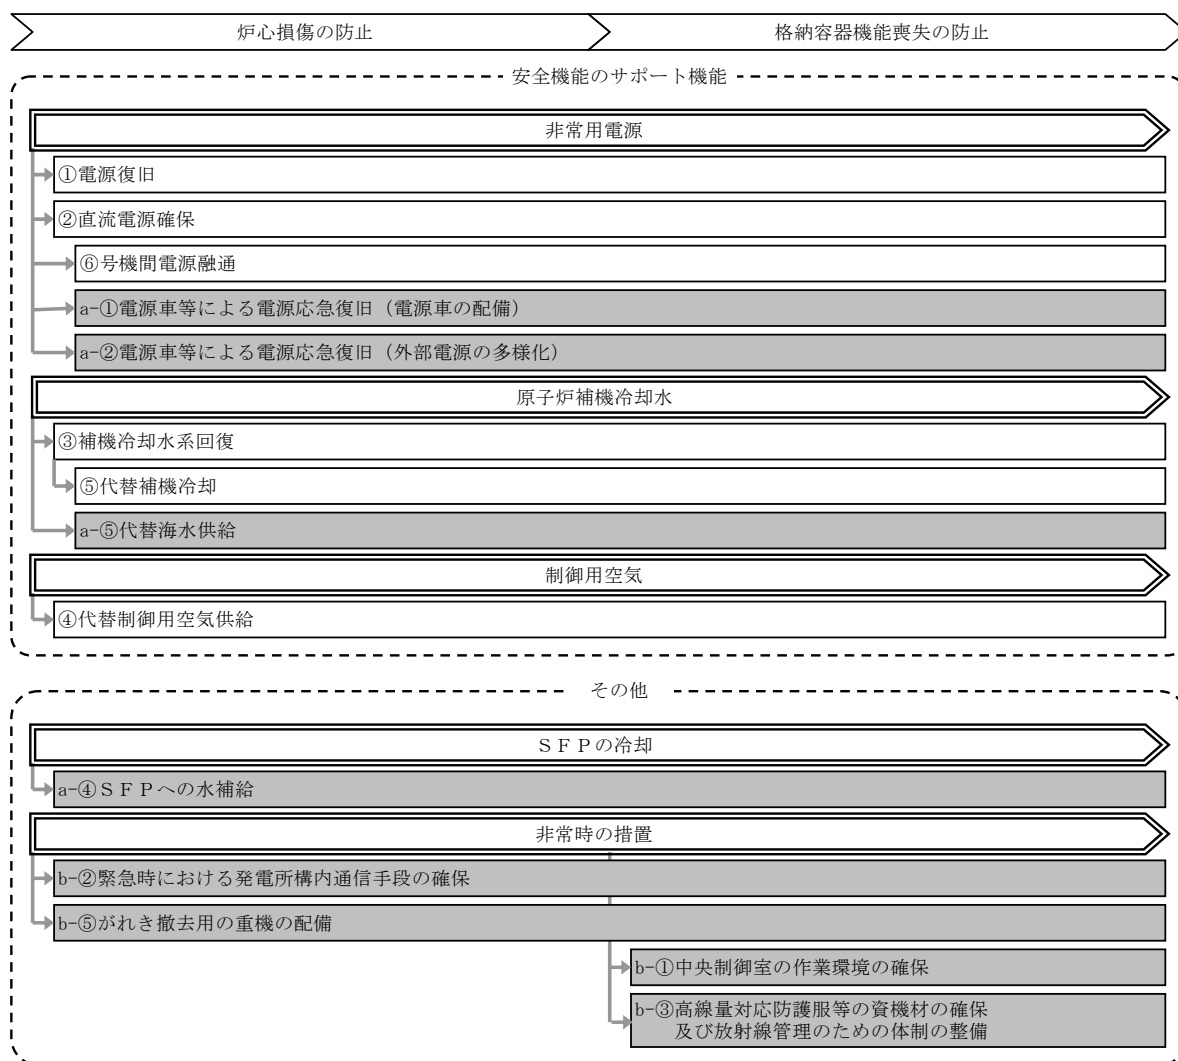 炉心損傷の防止
格納容器機能喪失の防止
安全機能のサポート機能
非常用電源
①電源復旧
②直流電源確保
⑥号機間電源融通
a-①電源車等による電源応急復旧（電源車の配備）
a-②電源車等による電源応急復旧（外部電源の多様化）
原子炉補機冷却水
③補機冷却水系回復
⑤代替補機冷却
a-⑤代替海水供給
制御用空気
④代替制御用空気供給
その他
ＳＦＰの冷却
a-④ＳＦＰへの水補給
非常時の措置
b-②緊急時における発電所構内通信手段の確保
b-⑤がれき撤去用の重機の配備
b-①中央制御室の作業環境の確保
b-③高線量対応防護服等の資機材の確保
及び放射線管理のための体制の整備